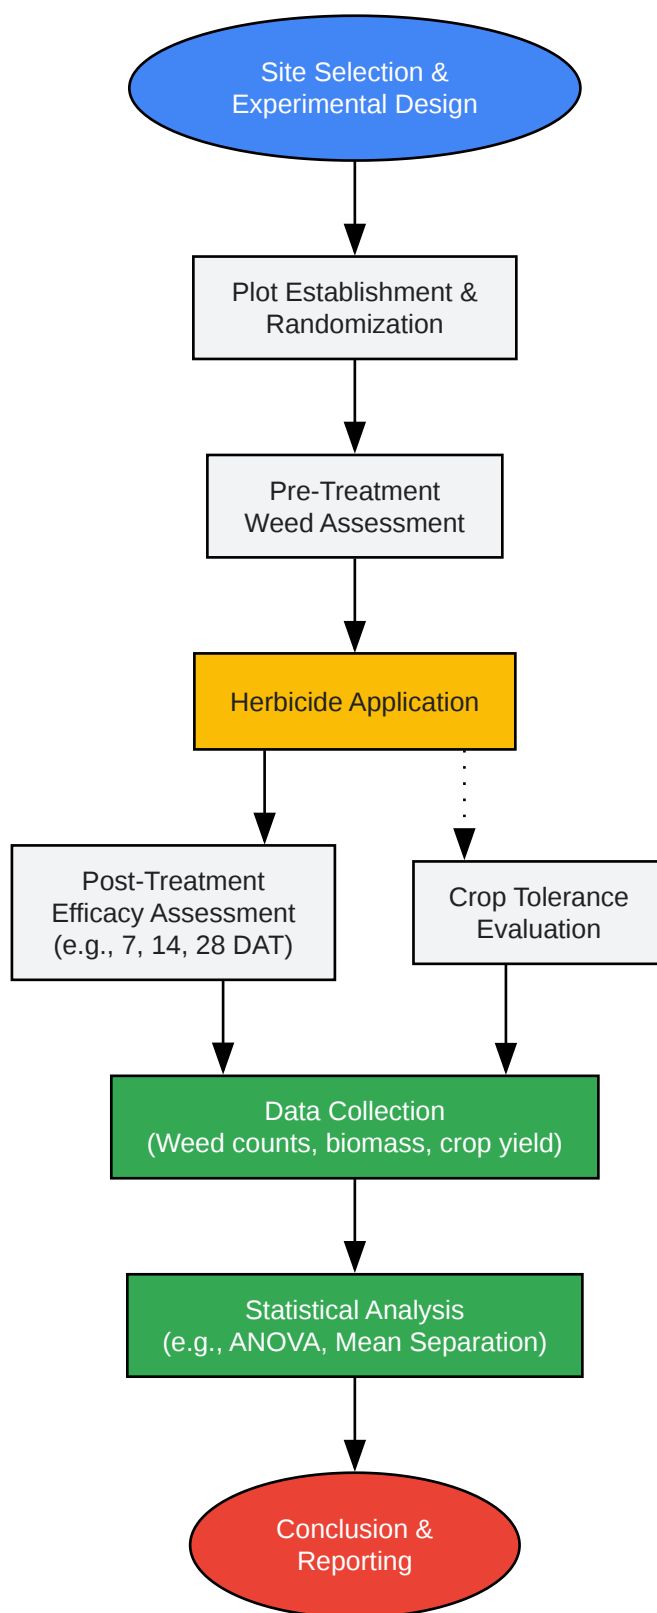 Site Selection &
Experimental Design
Plot Establishment &
Randomization
Pre-Treatment
Weed Assessment
Herbicide Application
Post-Treatment
Efficacy Assessment
(e.g., 7, 14, 28 DAT)
Crop Tolerance
Evaluation
Data Collection
(Weed counts, biomass, crop yield)
Statistical Analysis
(e.g., ANOVA, Mean Separation)
Conclusion &
Reporting